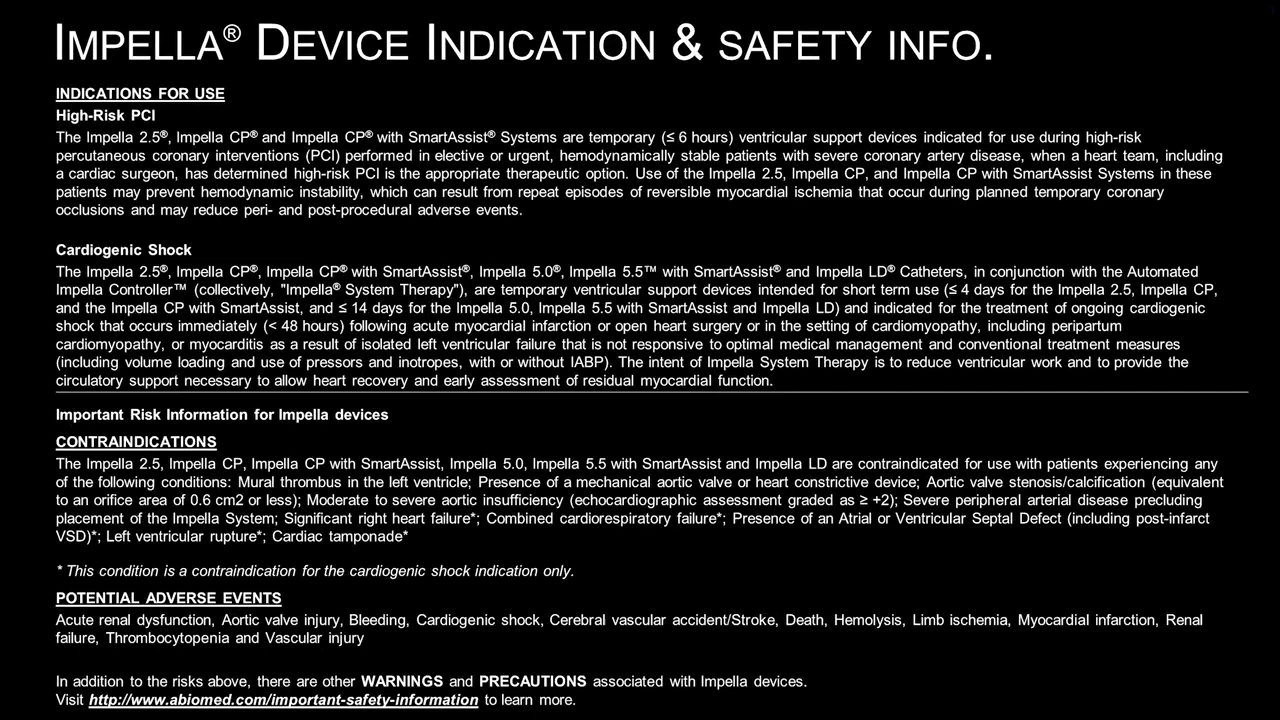 IMPELLA® DEVICE INDICATION & SAFETY INFO.
INDICATIONS FOR USE
High-Risk PCI
The Impella 2.5®, Impella CP® and Impella CP® with SmartAssist® Systems are temporary (≤ 6 hours) ventricular support devices indicated for use during high-risk
percutaneous coronary interventions (PCI) performed in elective or urgent, hemodynamically stable patients with severe coronary artery disease, when a heart team, including
a cardiac surgeon, has determined high-risk PCI is the appropriate therapeutic option. Use of the Impella 2.5, Impella CP, and Impella CP with SmartAssist Systems in these
patients may prevent hemodynamic instability, which can result from repeat episodes of reversible myocardial ischemia that occur during planned temporary coronary
occlusions and may reduce peri- and post-procedural adverse events.
Cardiogenic Shock
The Impella 2.5®, Impella CP®, Impella CP® with SmartAssist®, Impella 5.0®, Impella 5.5™ with SmartAssist® and Impella LD® Catheters, in conjunction with the Automated
Impella Controller™ (collectively, "Impella® System Therapy"), are temporary ventricular support devices intended for short term use (≤ 4 days for the Impella 2.5, Impella CP,
and the Impella CP with SmartAssist, and ≤ 14 days for the Impella 5.0, Impella 5.5 with SmartAssist and Impella LD) and indicated for the treatment of ongoing cardiogenic
shock that occurs immediately (< 48 hours) following acute myocardial infarction or open heart surgery or in the setting of cardiomyopathy, including peripartum
cardiomyopathy, or myocarditis as a result of isolated left ventricular failure that is not responsive to optimal medical management and conventional treatment measures
(including volume loading and use of pressors and inotropes, with or without IABP). The intent of Impella System Therapy is to reduce ventricular work and to provide the
circulatory support necessary to allow heart recovery and early assessment of residual myocardial function.
Important Risk Information for Impella devices
CONTRAINDICATIONS
The Impella 2.5, Impella CP, Impella CP with SmartAssist, Impella 5.0, Impella 5.5 with SmartAssist and Impella LD are contraindicated for use with patients experiencing any
of the following conditions: Mural thrombus in the left ventricle; Presence of a mechanical aortic valve or heart constrictive device; Aortic valve stenosis/calcification (equivalent
to an orifice area of 0.6 cm2 or less); Moderate to severe aortic insufficiency (echocardiographic assessment graded as ≥ +2); Severe peripheral arterial disease precluding
placement of the Impella System; Significant right heart failure*; Combined cardiorespiratory failure*; Presence of an Atrial or Ventricular Septal Defect (including post-infarct
VSD)*; Left ventricular rupture*; Cardiac tamponade*
* This condition is a contraindication for the cardiogenic shock indication only.
POTENTIAL ADVERSE EVENTS
Acute renal dysfunction, Aortic valve injury, Bleeding, Cardiogenic shock, Cerebral vascular accident/Stroke, Death, Hemolysis, Limb ischemia, Myocardial infarction, Renal
failure, Thrombocytopenia and Vascular injury
In addition to the risks above, there are other WARNINGS and PRECAUTIONS associated with Impella devices.
Visit http://www.abiomed.com/important-safety-information to learn more.